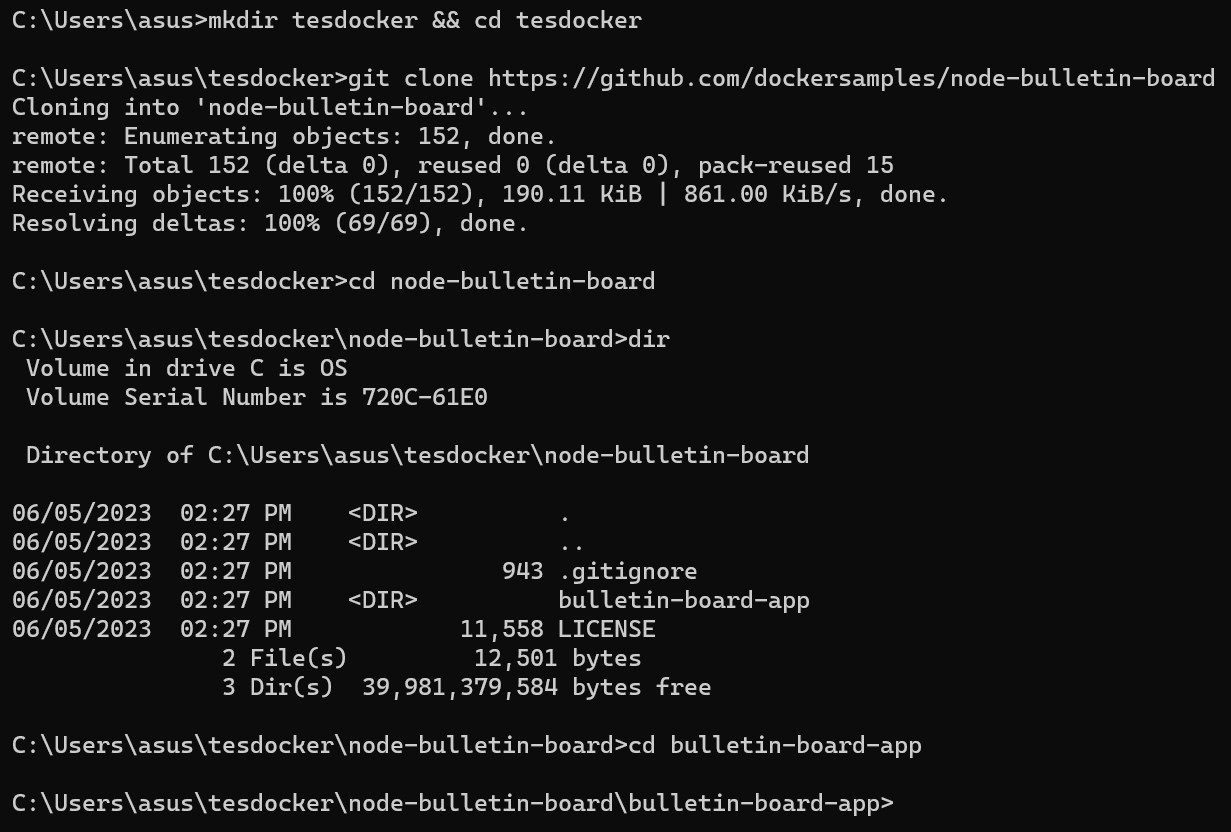 C:\Users\asus>mkdir tesdocker && cd tesdocker
C:\Users\asus\tesdocker>git clone https://github.com/dockersamples/node-bulletin-board
Cloning into 'node-bulletin-board'...
remote: Enumerating objects: 152, done.
remote: Total 152 (delta 0), reused 0 (delta 0), pack-reused 15
Receiving objects: 100% (152/152), 190.11 KiB | 861.00 KiB/s, done.
Resolving deltas: 100% (69/69), done.
C:\Users\asus\tesdocker>cd node-bulletin-board
C:\Users\asus\tesdocker\node-bulletin-board>dir
 Volume in drive C is OS
 Volume Serial Number is 720C-61E0
 Directory of C:\Users\asus\tesdocker\node-bulletin-board
06/05/2023  02:27 PM    <DIR>          .
06/05/2023  02:27 PM    <DIR>          ..
06/05/2023  02:27 PM               943 .gitignore
06/05/2023  02:27 PM    <DIR>          bulletin-board-app
06/05/2023  02:27 PM            11,558 LICENSE
               2 File(s)         12,501 bytes
               3 Dir(s)  39,981,379,584 bytes free
C:\Users\asus\tesdocker\node-bulletin-board>cd bulletin-board-app
C:\Users\asus\tesdocker\node-bulletin-board\bulletin-board-app>